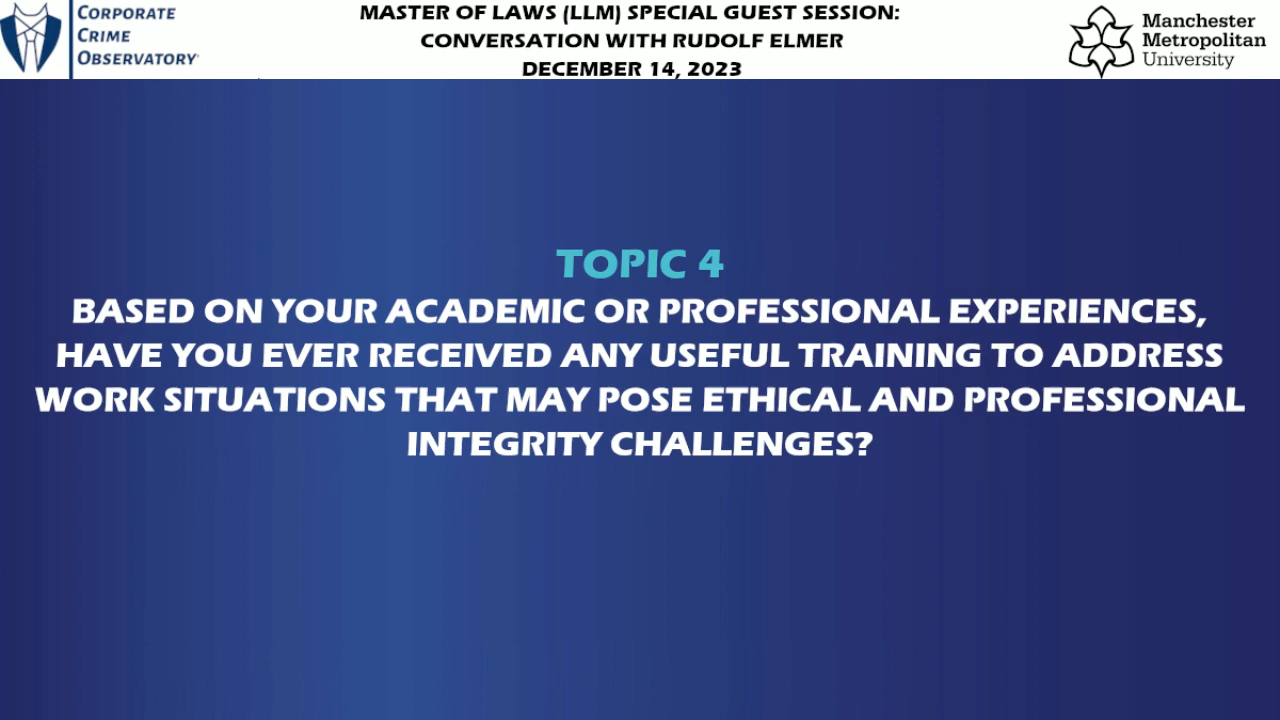 CORPORATE
CRIME
OBSERVATORY
MASTER OF LAWS (LLM) SPECIAL GUEST SESSION:
CONVERSATION WITH RUDOLF ELMER
DECEMBER 14, 2023
Manchester
Metropolitan
University
TOPIC 4
BASED ON YOUR ACADEMIC OR PROFESSIONAL EXPERIENCES,
HAVE YOU EVER RECEIVED ANY USEFUL TRAINING TO ADDRESS
WORK SITUATIONS THAT MAY POSE ETHICAL AND PROFESSIONAL
INTEGRITY CHALLENGES?